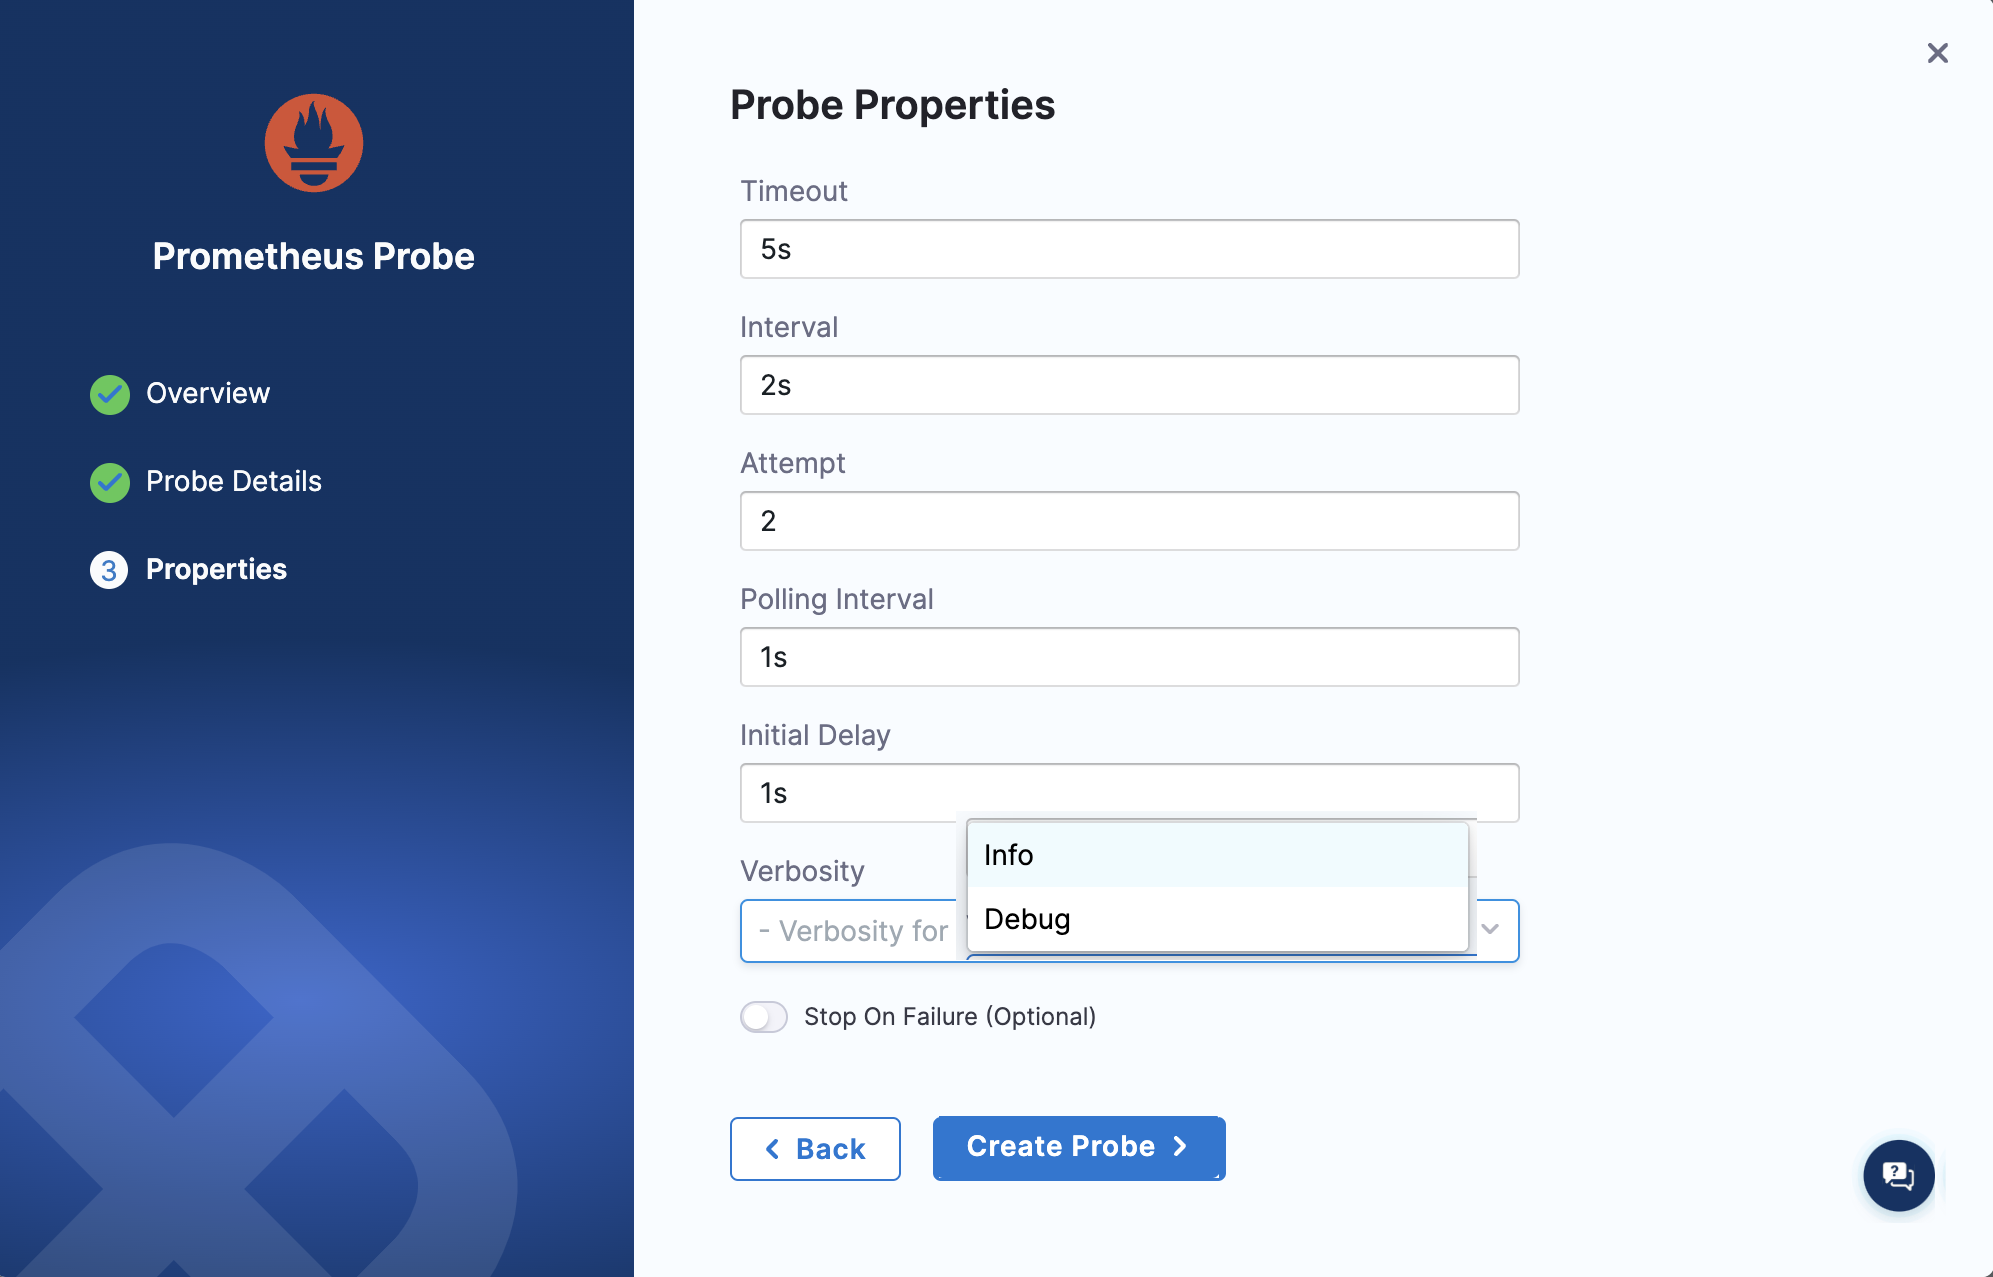 Prometheus Probe
Overview
Probe Details
3 Properties
Probe Properties
Timeout
5s
Interval
2s
Attempt
2
Polling Interval
1s
Initial Delay
1s
Verbosity
- Verbosity for
Info
Debug
Stop On Failure (Optional)
Back
Create Probe
?